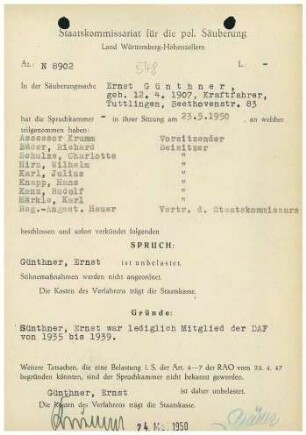 Staatskommissariat für die pol. Säuberung
Land Württemberg-Hohenzollern
Az.: N 8902 548 L: -
In der Säuberungssache Ernst Günthner,
geb. 12. 4. 1907, Kraftfahrer,
Tuttlingen, Beethovenstr. 83
hat die Spruchkammer - in ihrer Sitzung am 23.5.1950 , an welcher
teilgenommen haben:
Assessor Krumm Vorsitzender
Bäder, Richard Beisitzer
Schulze, Charlotte "
Hirn, Wilhelm "
Karl, Julius "
Knapp, Hans "
Kenz, Rudolf "
Märkle, Karl "
Reg.-Angest. Hauer Vertr. d. Staatskommissars
beschlossen und sofort verkündet folgenden
SPRUCH:
Günthner, Ernst ist unbelastet.
Sühnemaßnahmen werden nicht angeordnet.
Die Kosten des Verfahrens trägt die Staatskasse.
Gründe:
Günthner, Ernst war lediglich Mitglied der DAF
von 1935 bis 1939.
Weitere Tatsachen, die eine Belastung i. S. der Art. 4—7 der RAO vom 25. 4. 47
begründen könnten, sind der Spruchkammer nicht bekannt geworden.
Günthner, Ernst ist daher unbelastet.
Die Kosten des Verfahrens trägt die Staatskasse.
24. Mai 1950